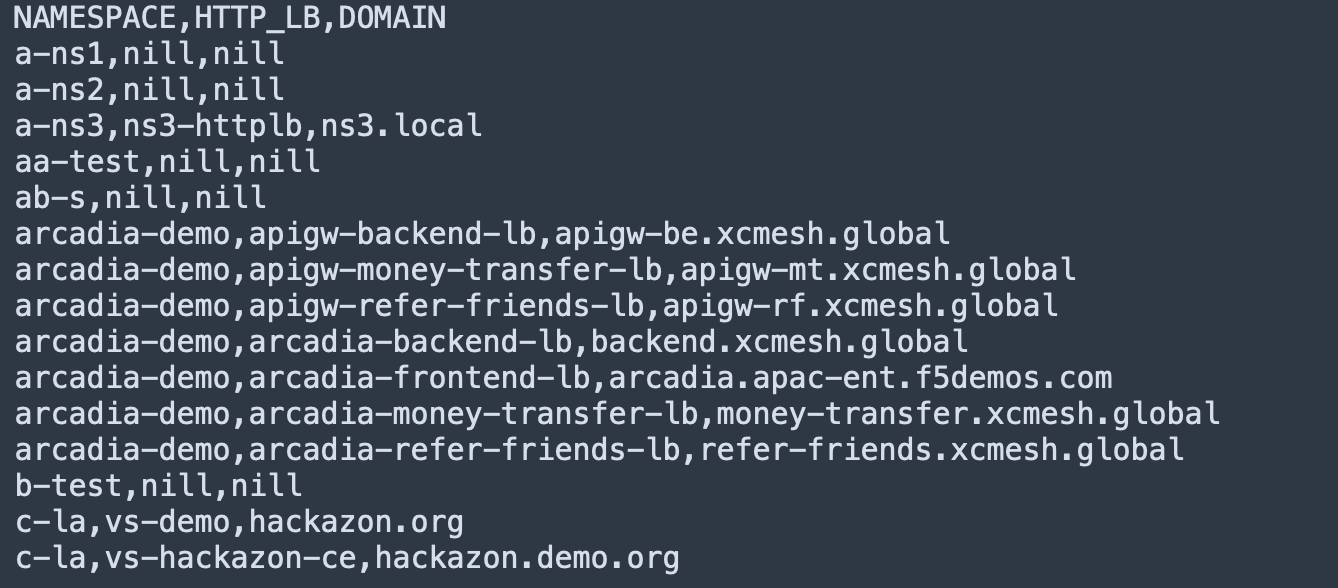 NAMESPACE,HTTP_LB,DOMAIN
a-ns1,nill,nill
a-ns2,nill,nill
a-ns3,ns3-httplb,ns3.local
aa-test,nill,nill
ab-s,nill,nill
arcadia-demo,apigw-backend-lb,apigw-be.xcmesh.global
arcadia-demo,apigw-money-transfer-lb,apigw-mt.xcmesh.global
arcadia-demo,apigw-refer-friends-lb,apigw-rf.xcmesh.global
arcadia-demo,arcadia-backend-lb,backend.xcmesh.global
arcadia-demo,arcadia-frontend-lb,arcadia.apac-ent.f5demos.com
arcadia-demo,arcadia-money-transfer-lb,money-transfer.xcmesh.global
arcadia-demo,arcadia-refer-friends-lb,refer-friends.xcmesh.global
b-test,nill,nill
c-la,vs-demo,hackazon.org
c-la,vs-hackazon-ce,hackazon.demo.org